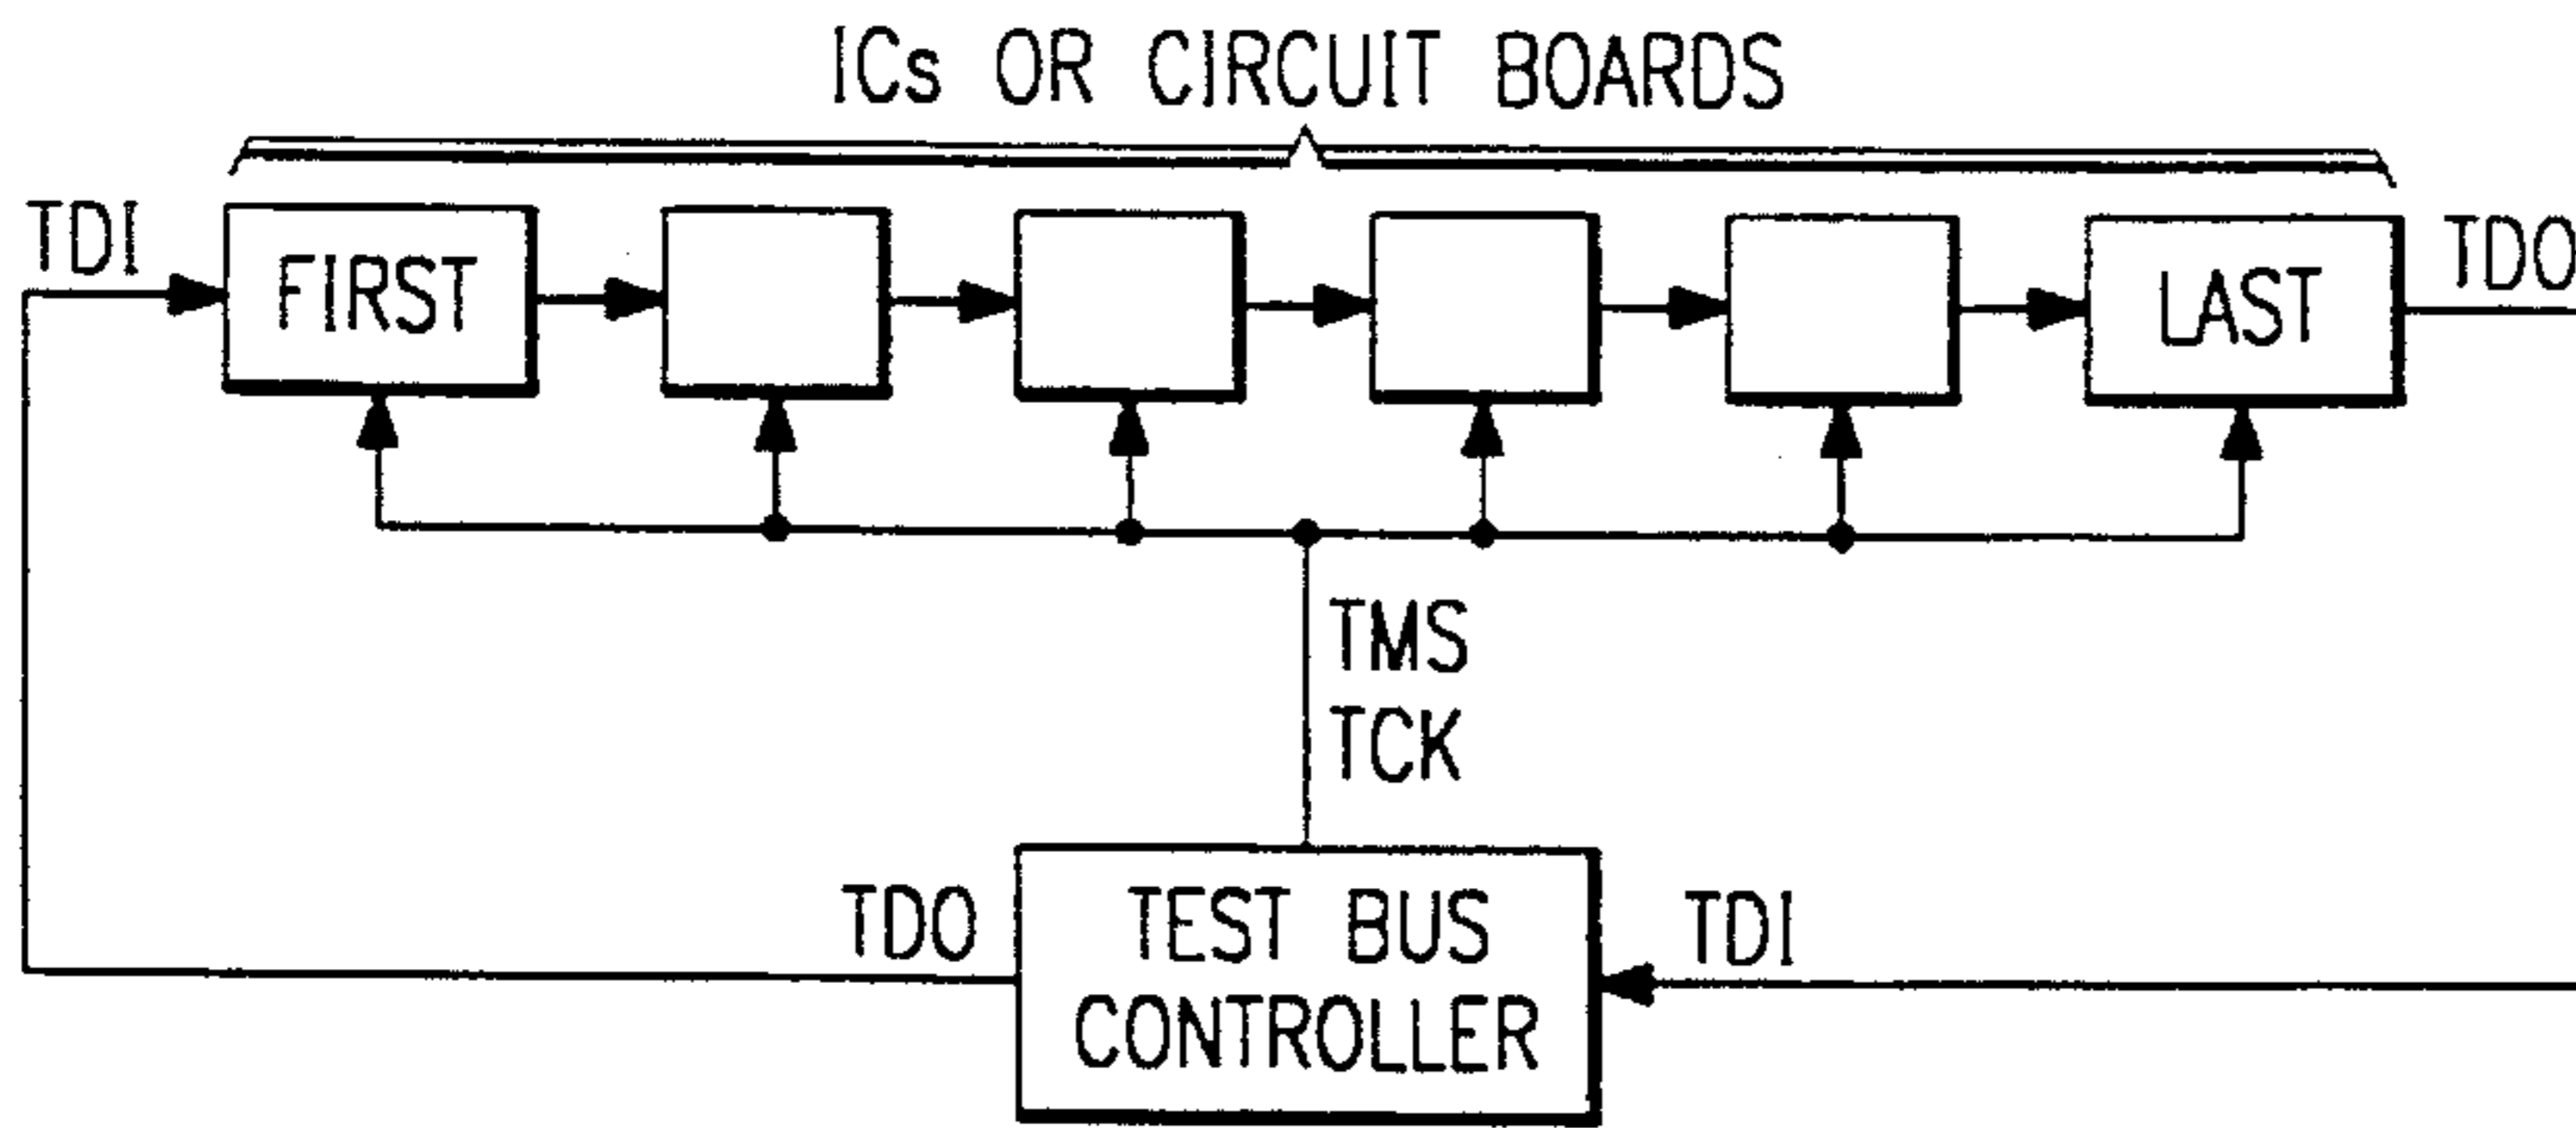 ICs OR CIRCUIT BOARDS
TDI
FIRST
LAST
TDO
TMS
TCK
TDO
TEST BUS
CONTROLLER
TDI